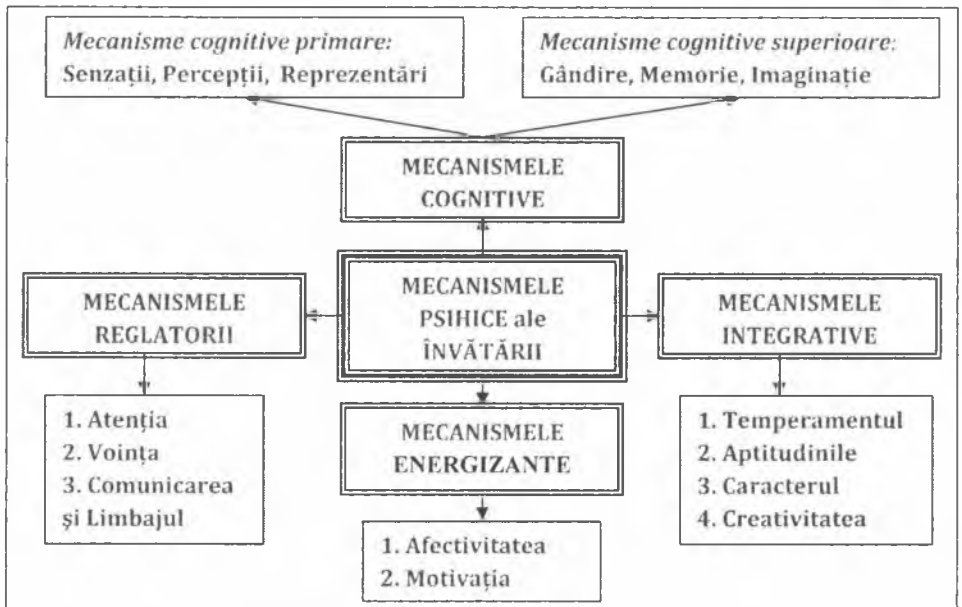 Mecanisme cognitive primare:
Senzații, Percepții, Reprezentări
Mecanisme cognitive superioare:
Gândire, Memorie, Imaginație
MECANISMELE
COGNITIVE
MECANISMELE
REGLATORII
MECANISMELE
PSIHICE ale
ÎNVĂTĂRII
MECANISMELE
INTEGRATIVE
1. Atenția
2. Voința
3. Comunicarea
și Limbajul
MECANISMELE
ENERGIZANTE
1. Temperamentul
2. Aptitudinile
3. Caracterul
4. Creativitatea
1. Afectivitatea
2. Motivația